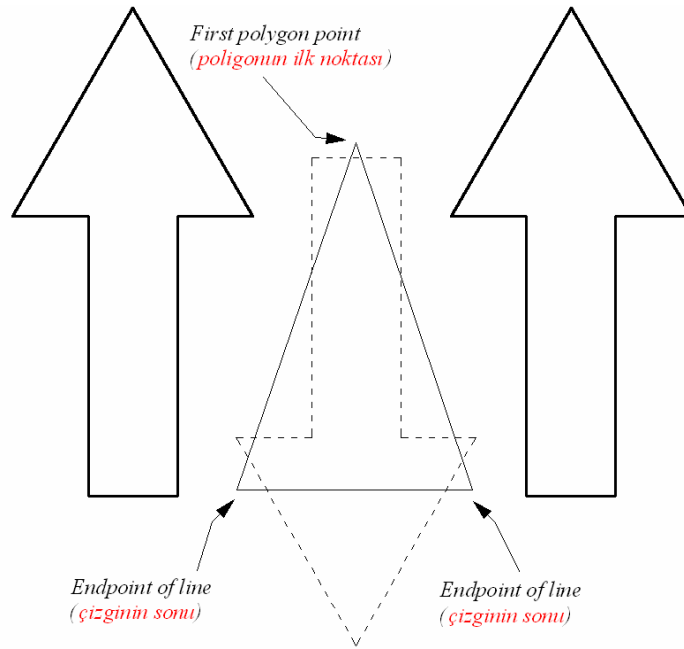 First polygon point
(poligonun ilk noktası)
Endpoint of line
(çizginin sonu)
Endpoint of line
(çizginin sonu)